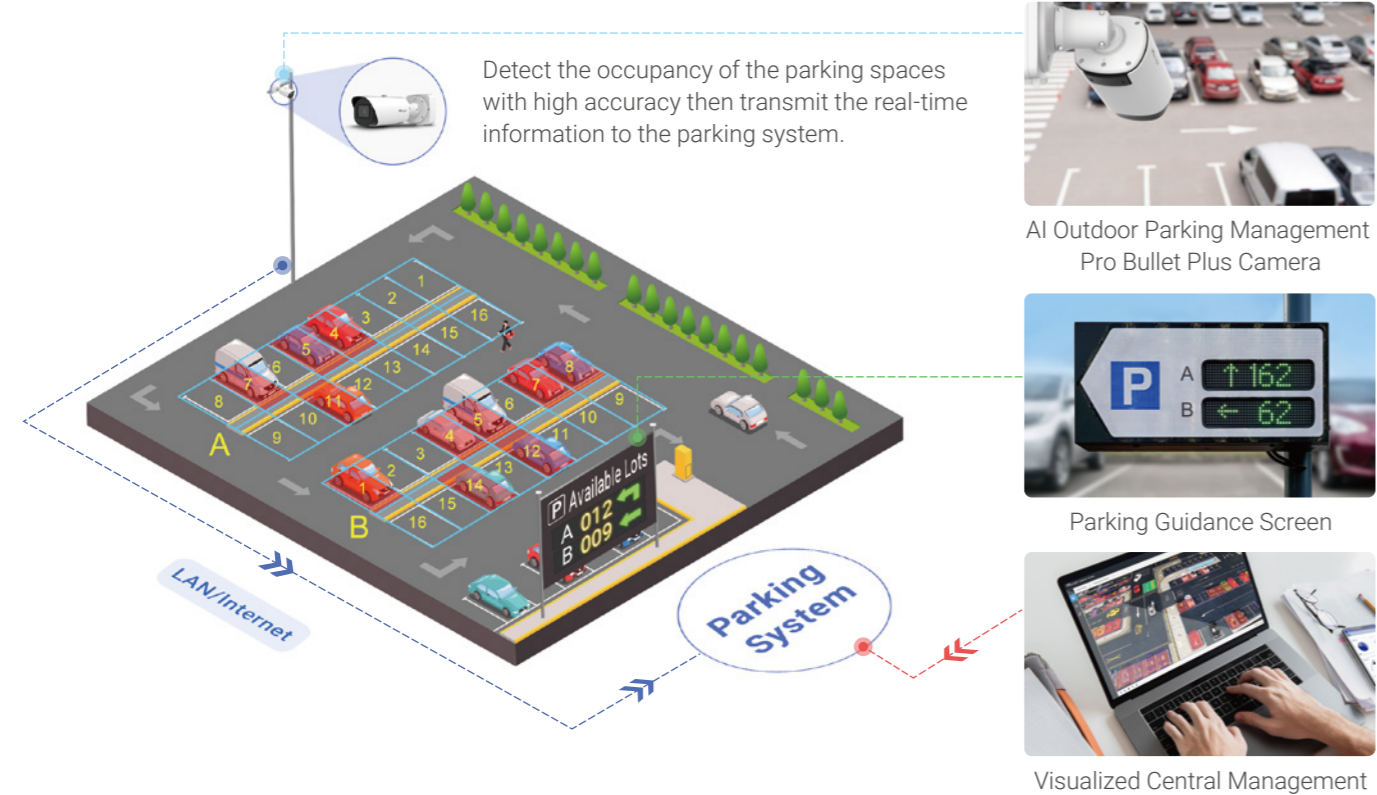 Detect the occupancy of the parking spaces
with high accuracy then transmit the real-time
information to the parking system.
AI Outdoor Parking Management
Pro Bullet Plus Camera
1
2
3
4
5
6
7
8
16
15
14
13
12
11
10
9
A
8
7
6
5
4
3
2
1
9
10
11
12
13
14
15
16
B
P Available Lots
A 012
B 009
P
A ↑ 162
B ← 62
Parking Guidance Screen
LAN/Internet
Parking
System
Visualized Central Management